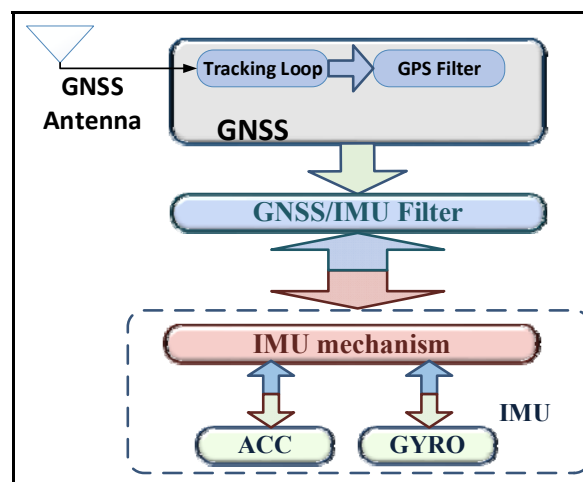 Tracking Loop
GPS Filter
GNSS
Antenna
GNSS
GNSS/IMU Filter
IMU mechanism
IMU
ACC
GYRO